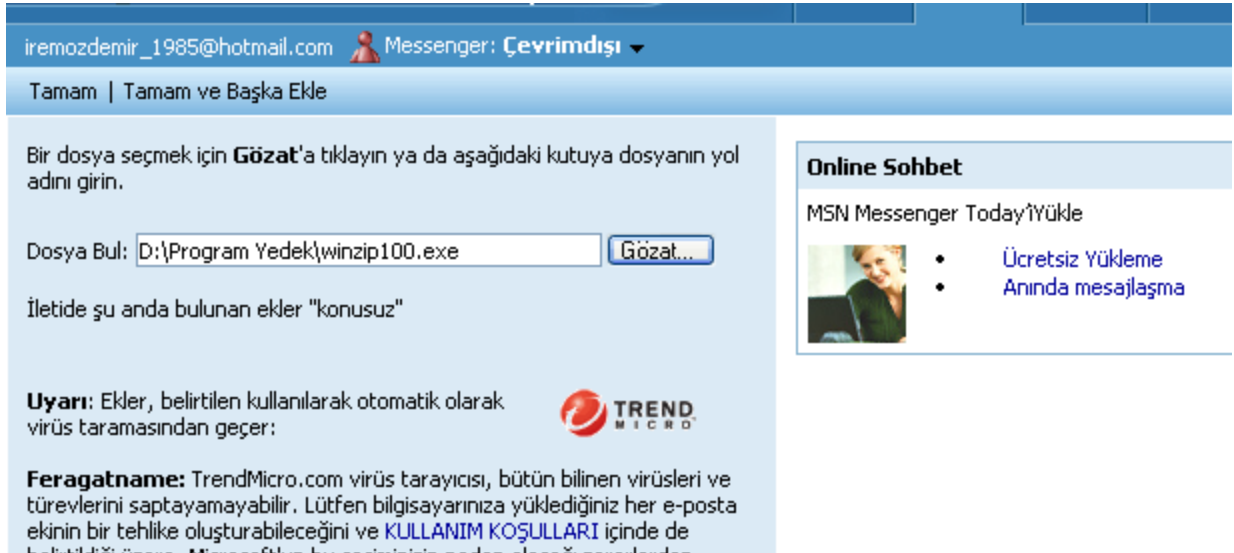 iremozdemir_1985@hotmail.com Messenger: Çevrimdışı
Tamam | Tamam ve Başka Ekle
Bir dosya seçmek için Gözat'a tıklayın ya da aşağıdaki kutuya dosyanın yol
adını girin.
Dosya Bul: D:\Program Yedek\winzip100.exe Gözat...
İletide şu anda bulunan ekler "konusuz"
Uyarı: Ekler, belirtilen kullanılarak otomatik olarak
virüs taramasından geçer:
TREND
MICRO
Feragatname: TrendMicro.com virüs tarayıcısı, bütün bilinen virüsleri ve
türevlerini saptayamayabilir. Lütfen bilgisayarınıza yüklediğiniz her e-posta
ekinin bir tehlike oluşturabileceğini ve KULLANIM KOŞULLARI içinde de
Online Sohbet
MSN Messenger Today'iYükle
Ücretsiz Yükleme
Anında mesajlaşma